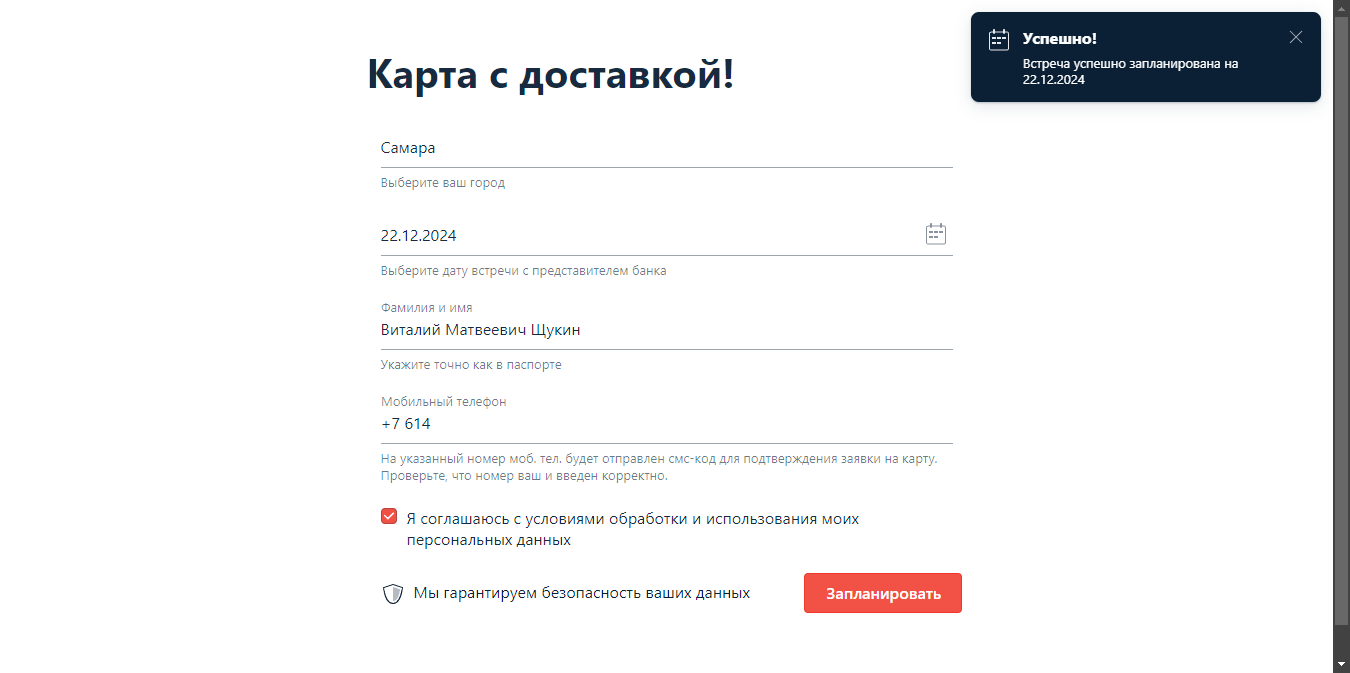 Карта с доставкой!
Успешно!
Встреча успешно запланирована на
22.12.2024
Самара
Выберите ваш город
22.12.2024
Выберите дату встречи с представителем банка
Фамилия и имя
Виталий Матвеевич Щукин
Укажите точно как в паспорте
Мобильный телефон
+7 614
На указанный номер моб. тел. будет отправлен смс-код для подтверждения заявки на карту.
Проверьте, что номер ваш и введен корректно.
Я соглашаюсь с условиями обработки и использования моих
персональных данных
Мы гарантируем безопасность ваших данных
Запланировать